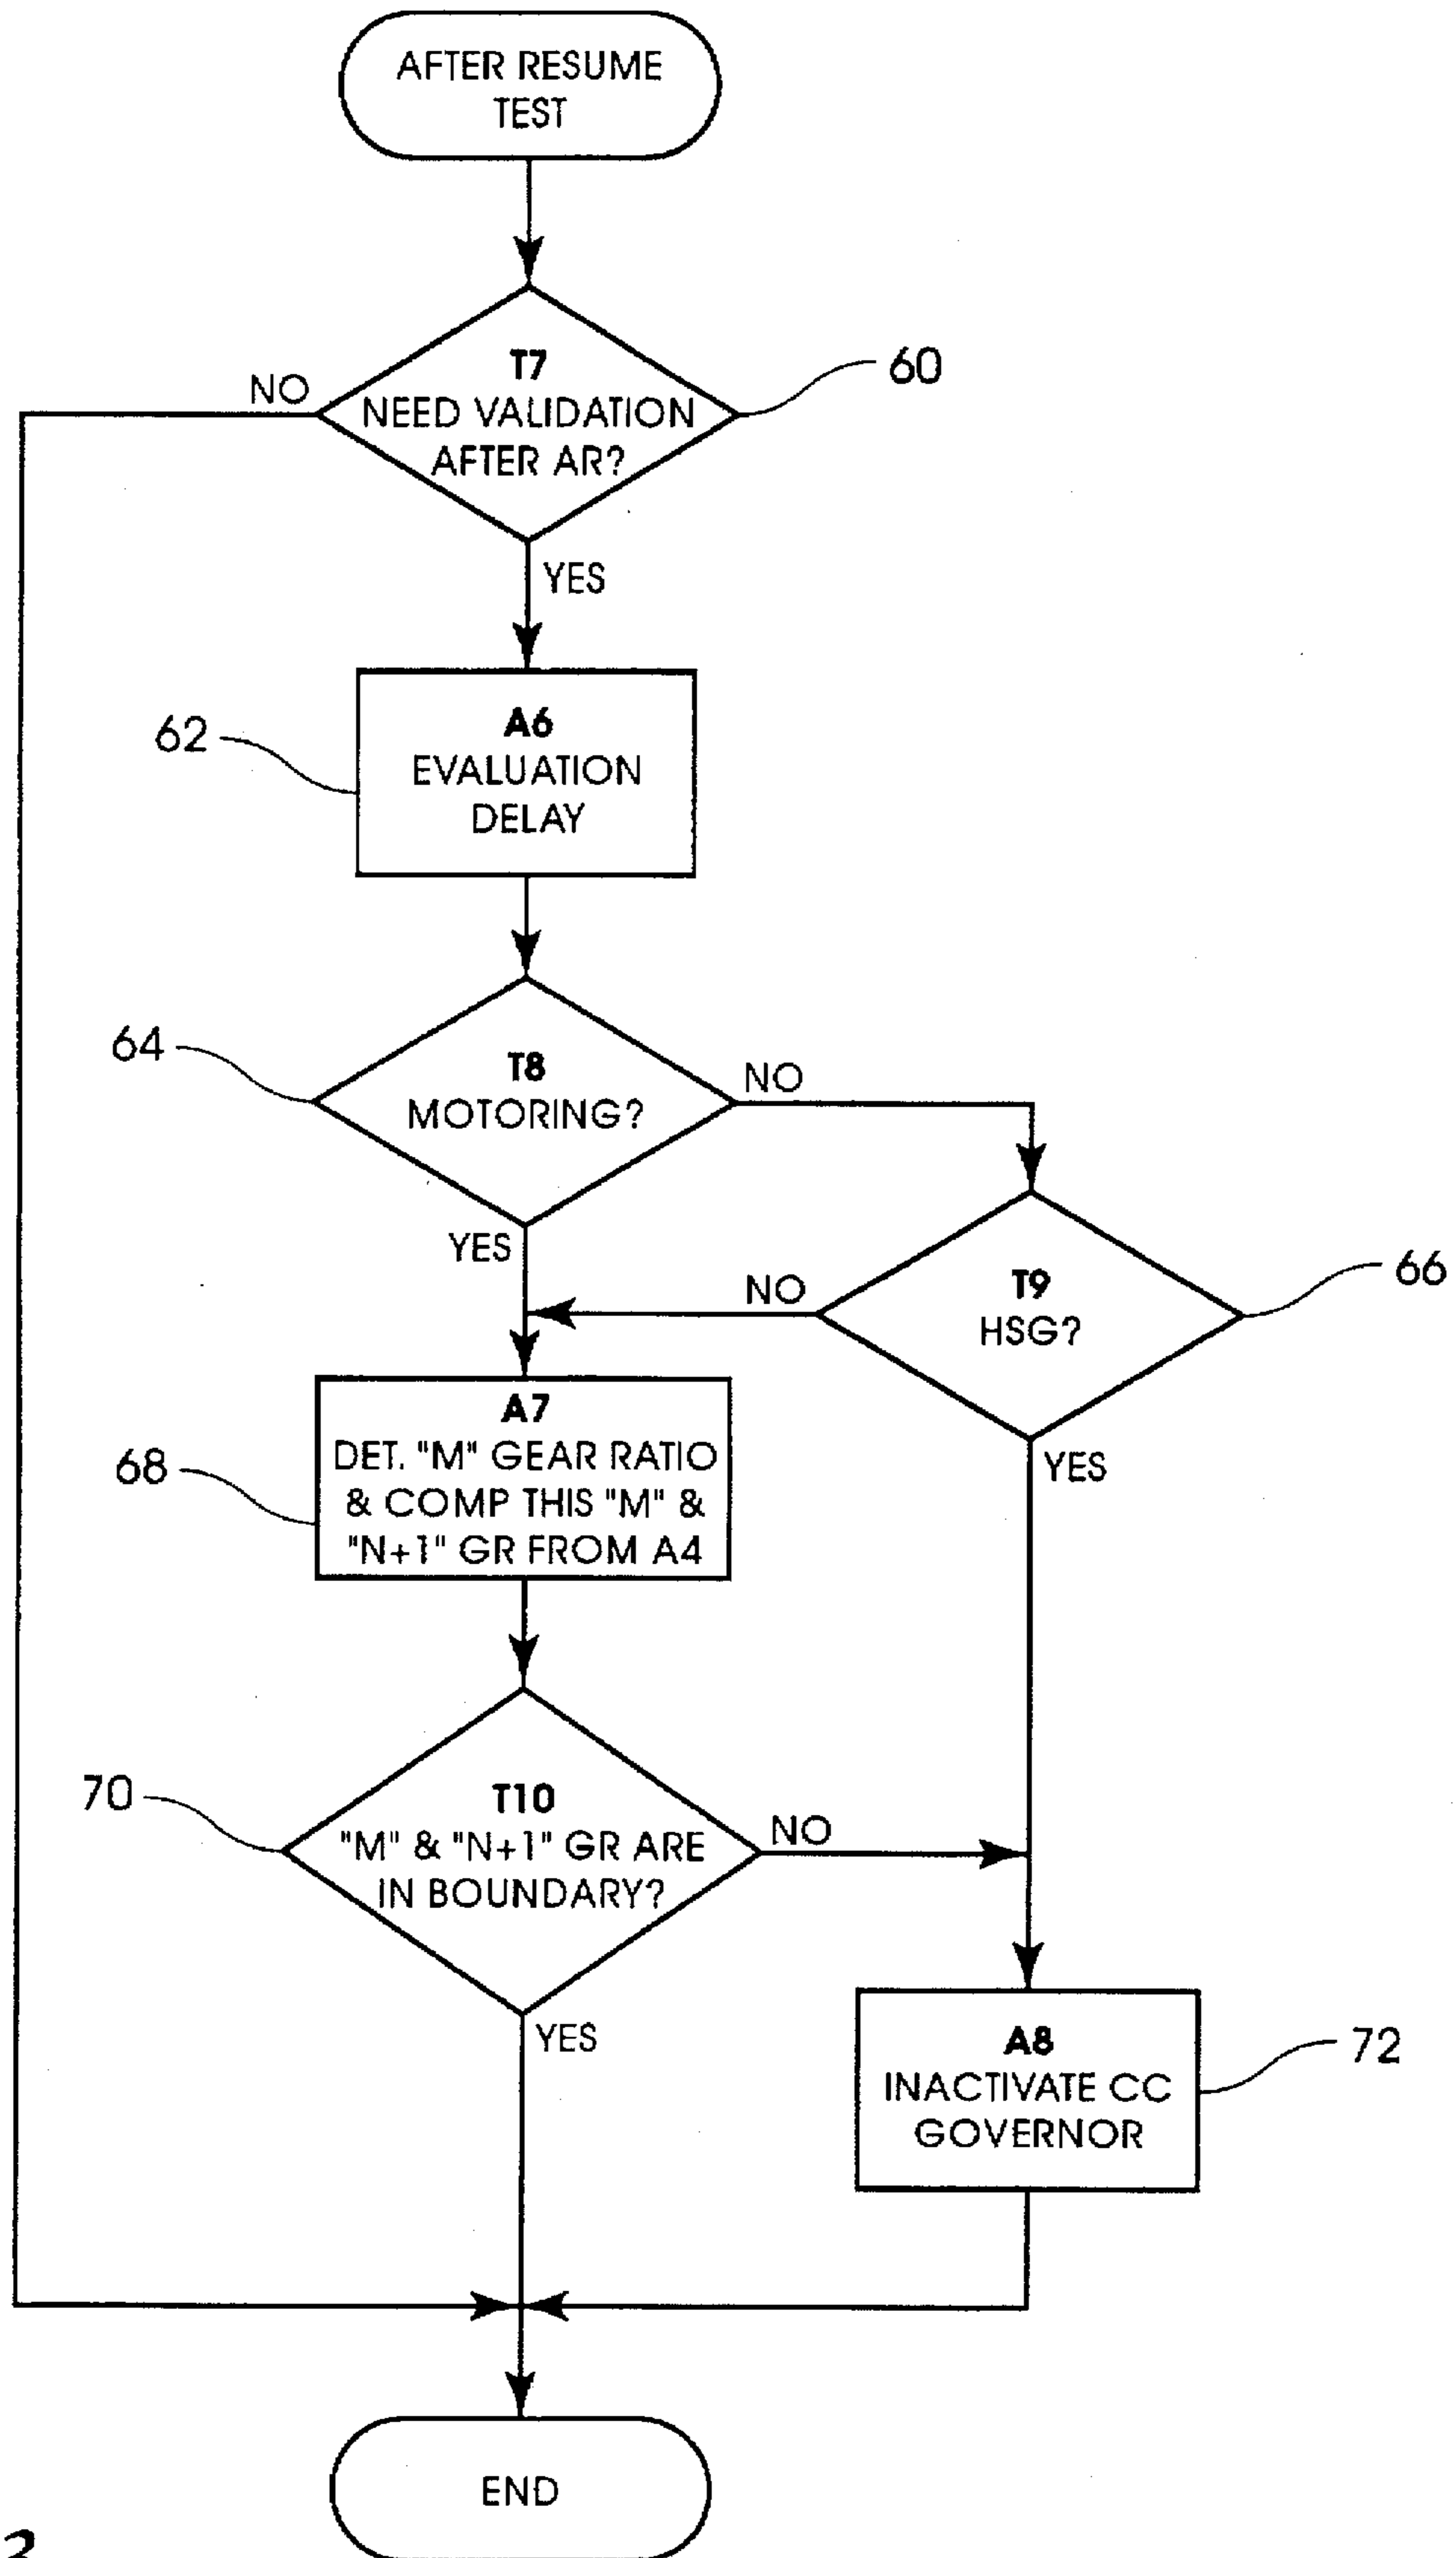 AFTER RESUME
TEST
T7
NEED VALIDATION
AFTER AR?
60
NO
YES
62
A6
EVALUATION
DELAY
64
T8
MOTORING?
NO
YES
T9
HSG?
66
NO
YES
68
A7
DET. "M" GEAR RATIO
& COMP THIS "M" &
"N+1" GR FROM A4
70
T10
"M" & "N+1" GR ARE
IN BOUNDARY?
NO
YES
A8
INACTIVATE CC
GOVERNOR
72
END